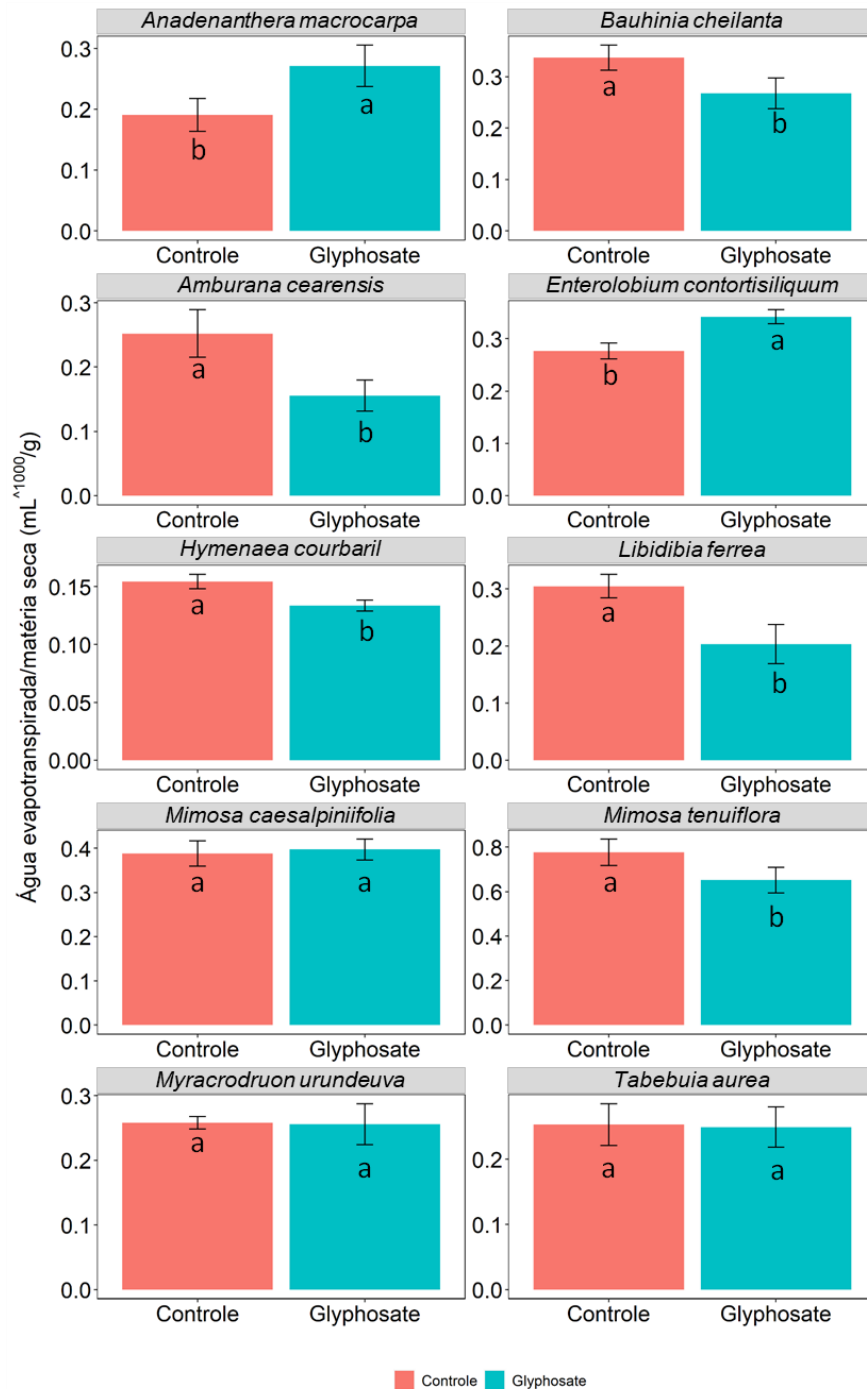 Anadenanthera macrocarpa
Bauhinia cheilanta
0.3
0.2
0.1
0.0
b
a
Controle
Glyphosate
0.3
0.2
0.1
0.0
a
b
Controle
Glyphosate
Amburana cearensis
Enterolobium contortisiliquum
0.3
0.2
0.1
0.0
a
b
Controle
Glyphosate
0.3
0.2
0.1
0.0
b
a
Controle
Glyphosate
Água evapotranspirada/matéria seca (mL^1000/g)
Hymenaea courbaril
Libidibia ferrea
0.15
0.10
0.05
0.00
a
b
Controle
Glyphosate
0.3
0.2
0.1
0.0
a
b
Controle
Glyphosate
Mimosa caesalpiniifolia
Mimosa tenuiflora
0.4
0.3
0.2
0.1
0.0
a
a
Controle
Glyphosate
0.8
0.6
0.4
0.2
0.0
a
b
Controle
Glyphosate
Myracrodruon urundeuva
Tabebuia aurea
0.3
0.2
0.1
0.0
a
a
Controle
Glyphosate
0.2
0.1
0.0
a
a
Controle
Glyphosate
Controle
Glyphosate